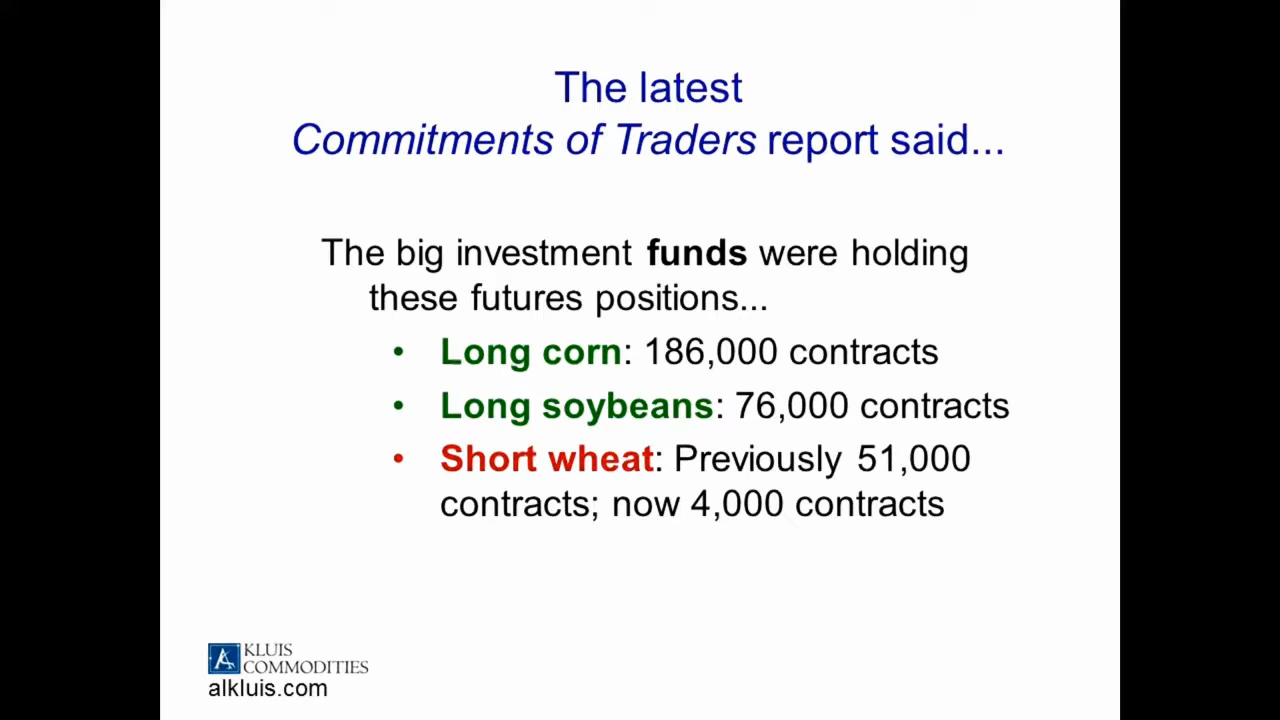 The latest
Commitments of Traders report said...
The big investment funds were holding
these futures positions...
• Long corn: 186,000 contracts
• Long soybeans: 76,000 contracts
• Short wheat: Previously 51,000
contracts; now 4,000 contracts
KLUIS
COMMODITIES
alkluis.com